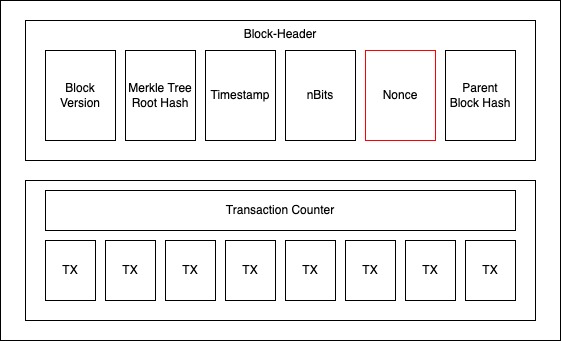 Block-Header
Block
Version
Merkle Tree
Root Hash
Timestamp
nBits
Nonce
Parent
Block Hash
Transaction Counter
TX
TX
TX
TX
TX
TX
TX
TX